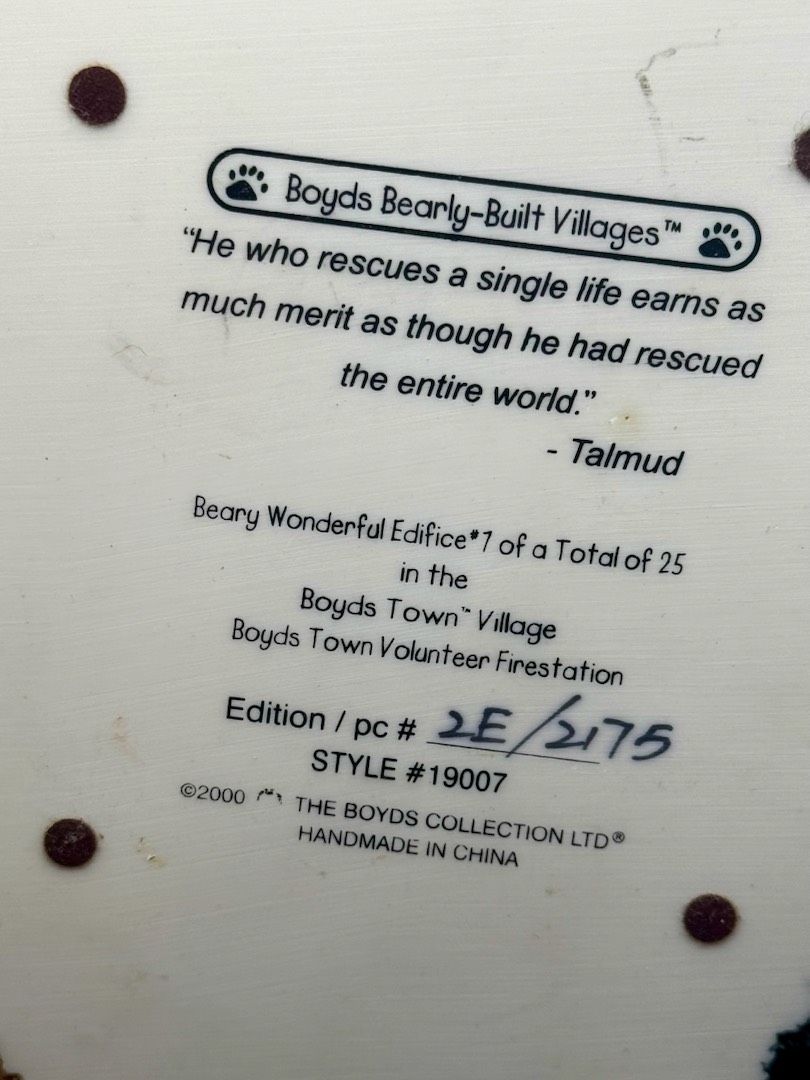 Boyds Bearly-Built Villages™
“He who rescues a single life earns as
much merit as though he had rescued
the entire world.”
- Talmud
Beary Wonderful Edifice #7 of a Total of 25
in the
Boyds Town™ Village
Boyds Town Volunteer Firestation
Edition / pc # 2E/2175
STYLE #19007
©2000 THE BOYDS COLLECTION LTD®
HANDMADE IN CHINA